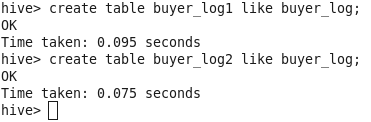 hive> create table buyer_log1 like buyer_log;
OK
Time taken: 0.095 seconds
hive> create table buyer_log2 like buyer_log;
OK
Time taken: 0.075 seconds
hive>